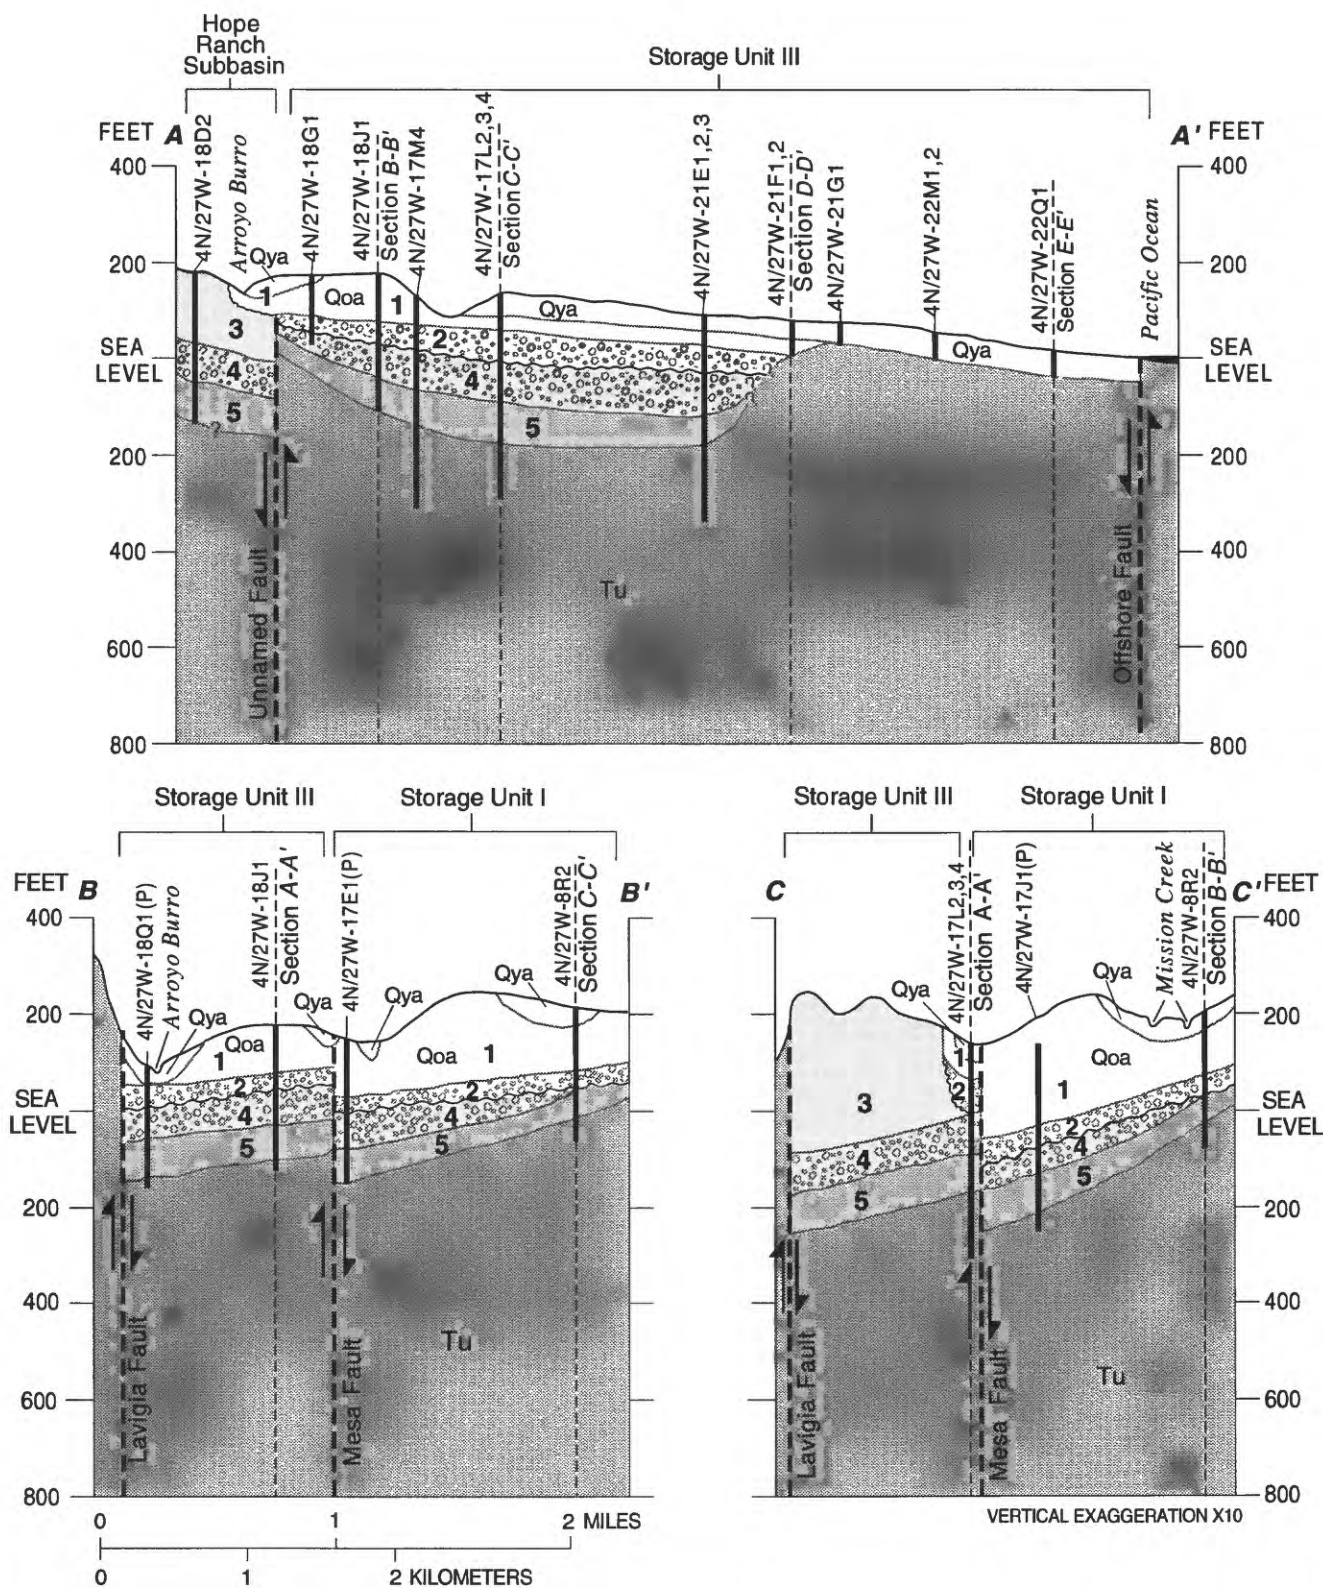 Hope
Ranch
Subbasin
Storage Unit III
FEET A
A' FEET
4N/27W-18D2
Arroyo Burro
4N/27W-18G1
4N/27W-18J1
Section B-B'
4N/27W-17M4
4N/27W-17L2,3,4
Section C-C'
4N/27W-21E1,2,3
4N/27W-21F1,2
Section D-D'
4N/27W-21G1
4N/27W-22M1,2
4N/27W-22Q1
Section E-E'
Pacific Ocean
400
400
200
200
SEA
LEVEL
SEA
LEVEL
200
200
400
400
600
600
800
800
Qya
1
Qoa
1
Qya
Qya
3
2
4
4
5
5
?
?
Tu
Unnamed Fault
Offshore Fault
Storage Unit III
Storage Unit I
FEET B
B'
4N/27W-18Q1(P)
Arroyo Burro
4N/27W-18J1
Section A-A'
4N/27W-17E1(P)
4N/27W-8R2
Section C-C'
400
200
SEA
LEVEL
200
400
600
800
Qya
Qya
Qya
Qya
Qoa
1
Qoa
1
2
2
4
4
5
5
Tu
Lavigia Fault
Mesa Fault
0
1
2 MILES
0
1
2 KILOMETERS
Storage Unit III
Storage Unit I
C
C' FEET
4N/27W-17L2,3,4
Section A-A'
4N/27W-17J1(P)
Mission Creek
4N/27W-8R2
Section B-B'
400
200
SEA
LEVEL
200
400
600
800
Qya
Qya
1
Qoa
1
3
2
2
4
4
5
5
Tu
Lavigia Fault
Mesa Fault
VERTICAL EXAGGERATION X10